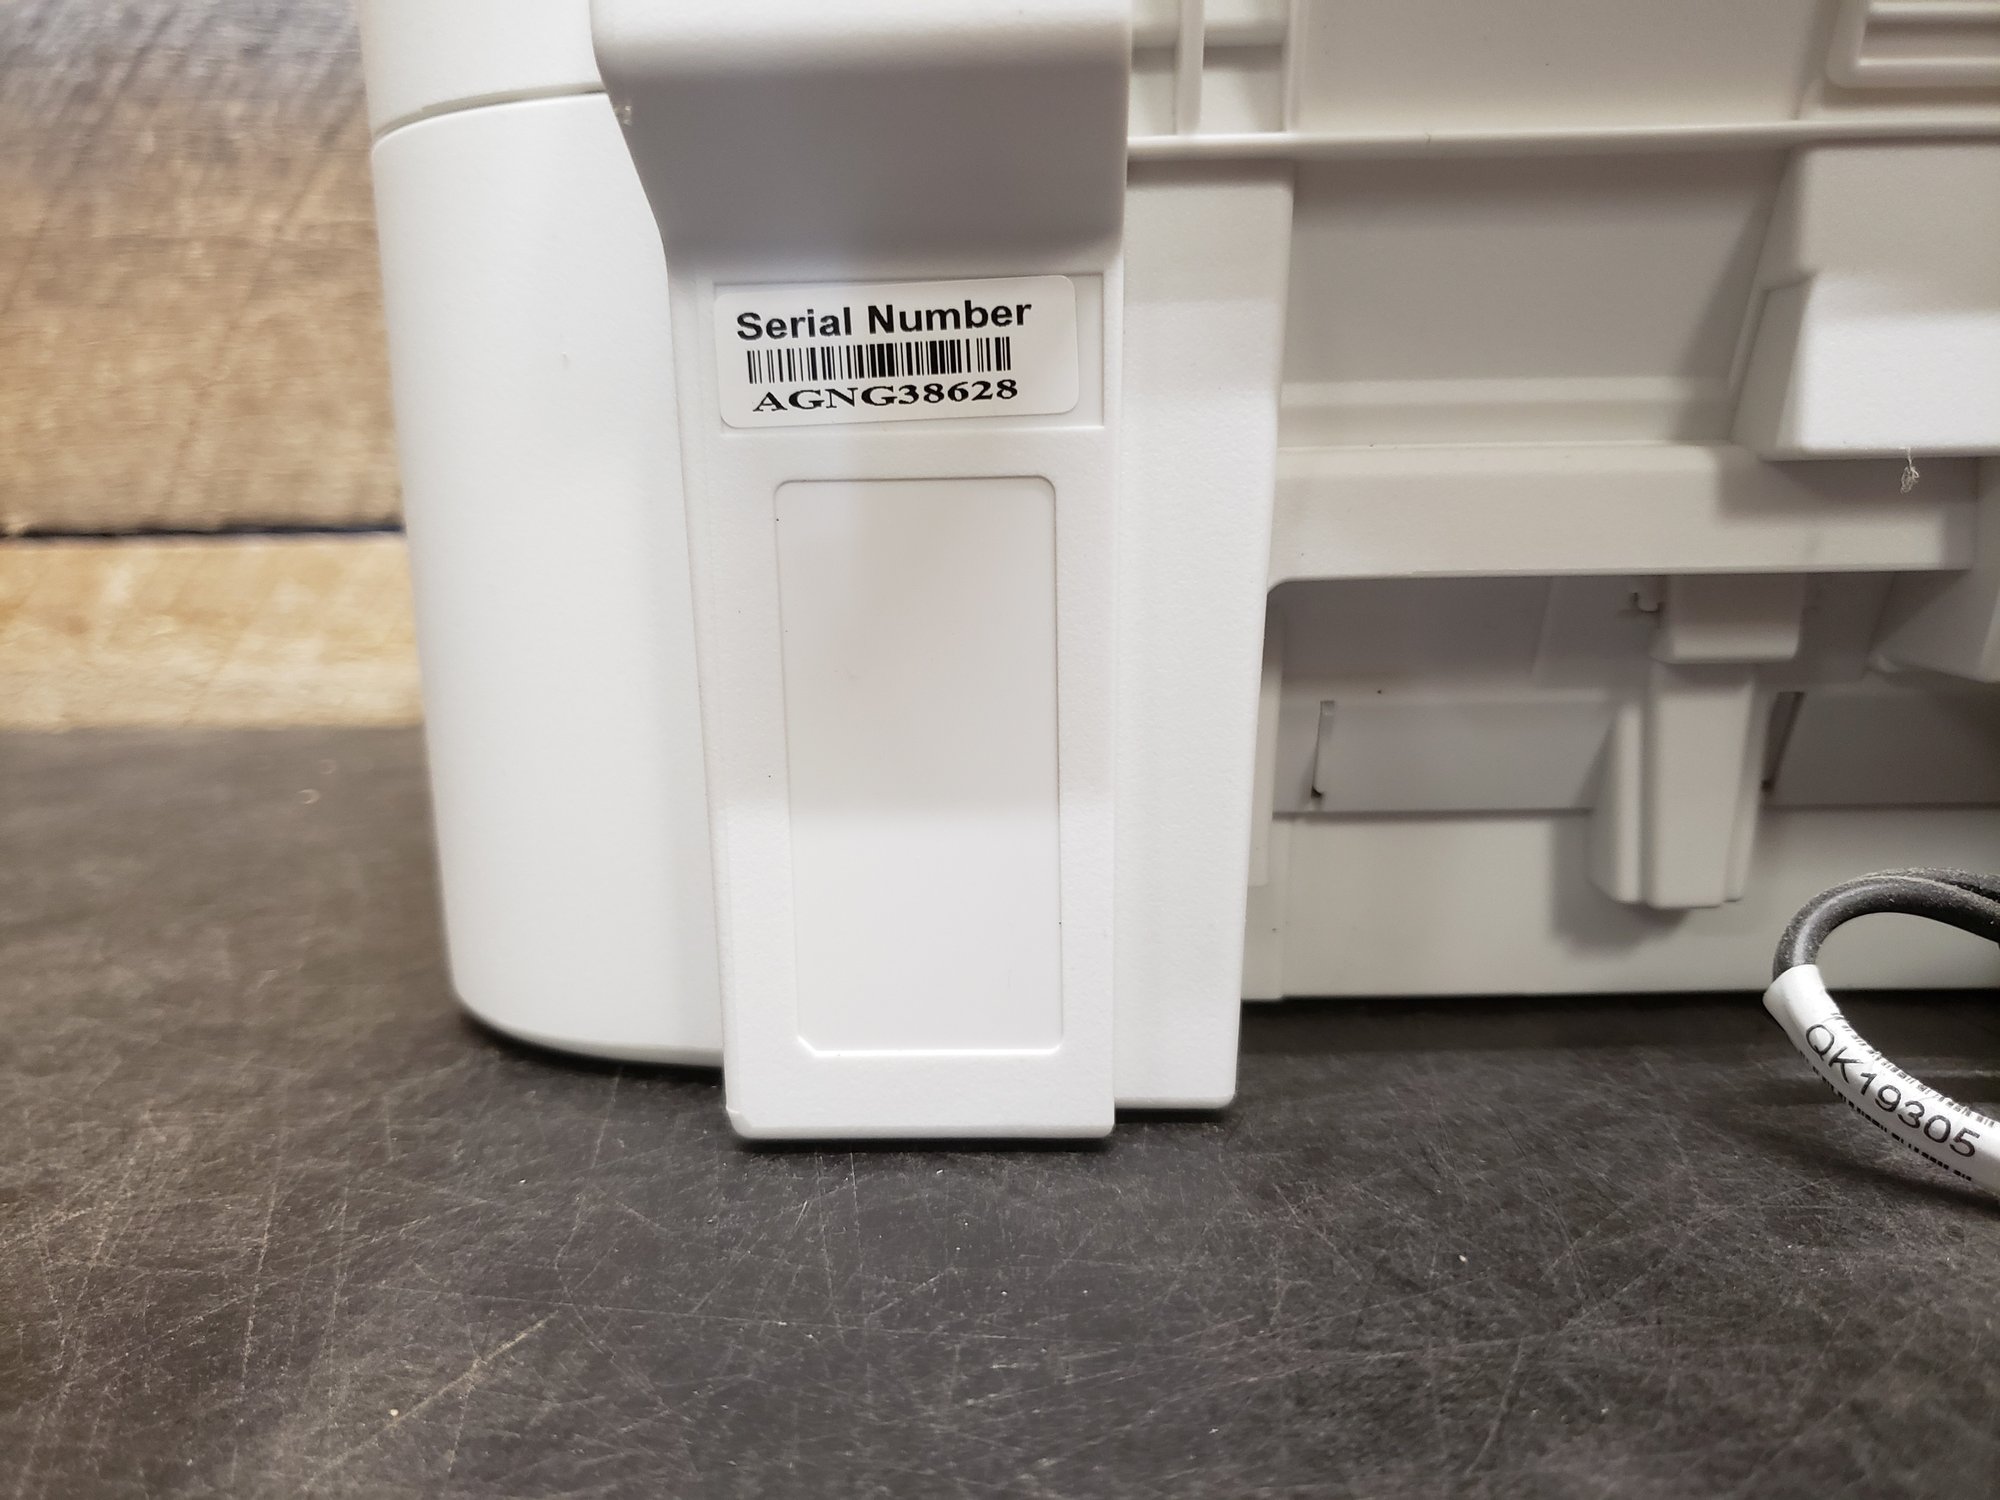 Serial Number
AGNG38628
QK19305